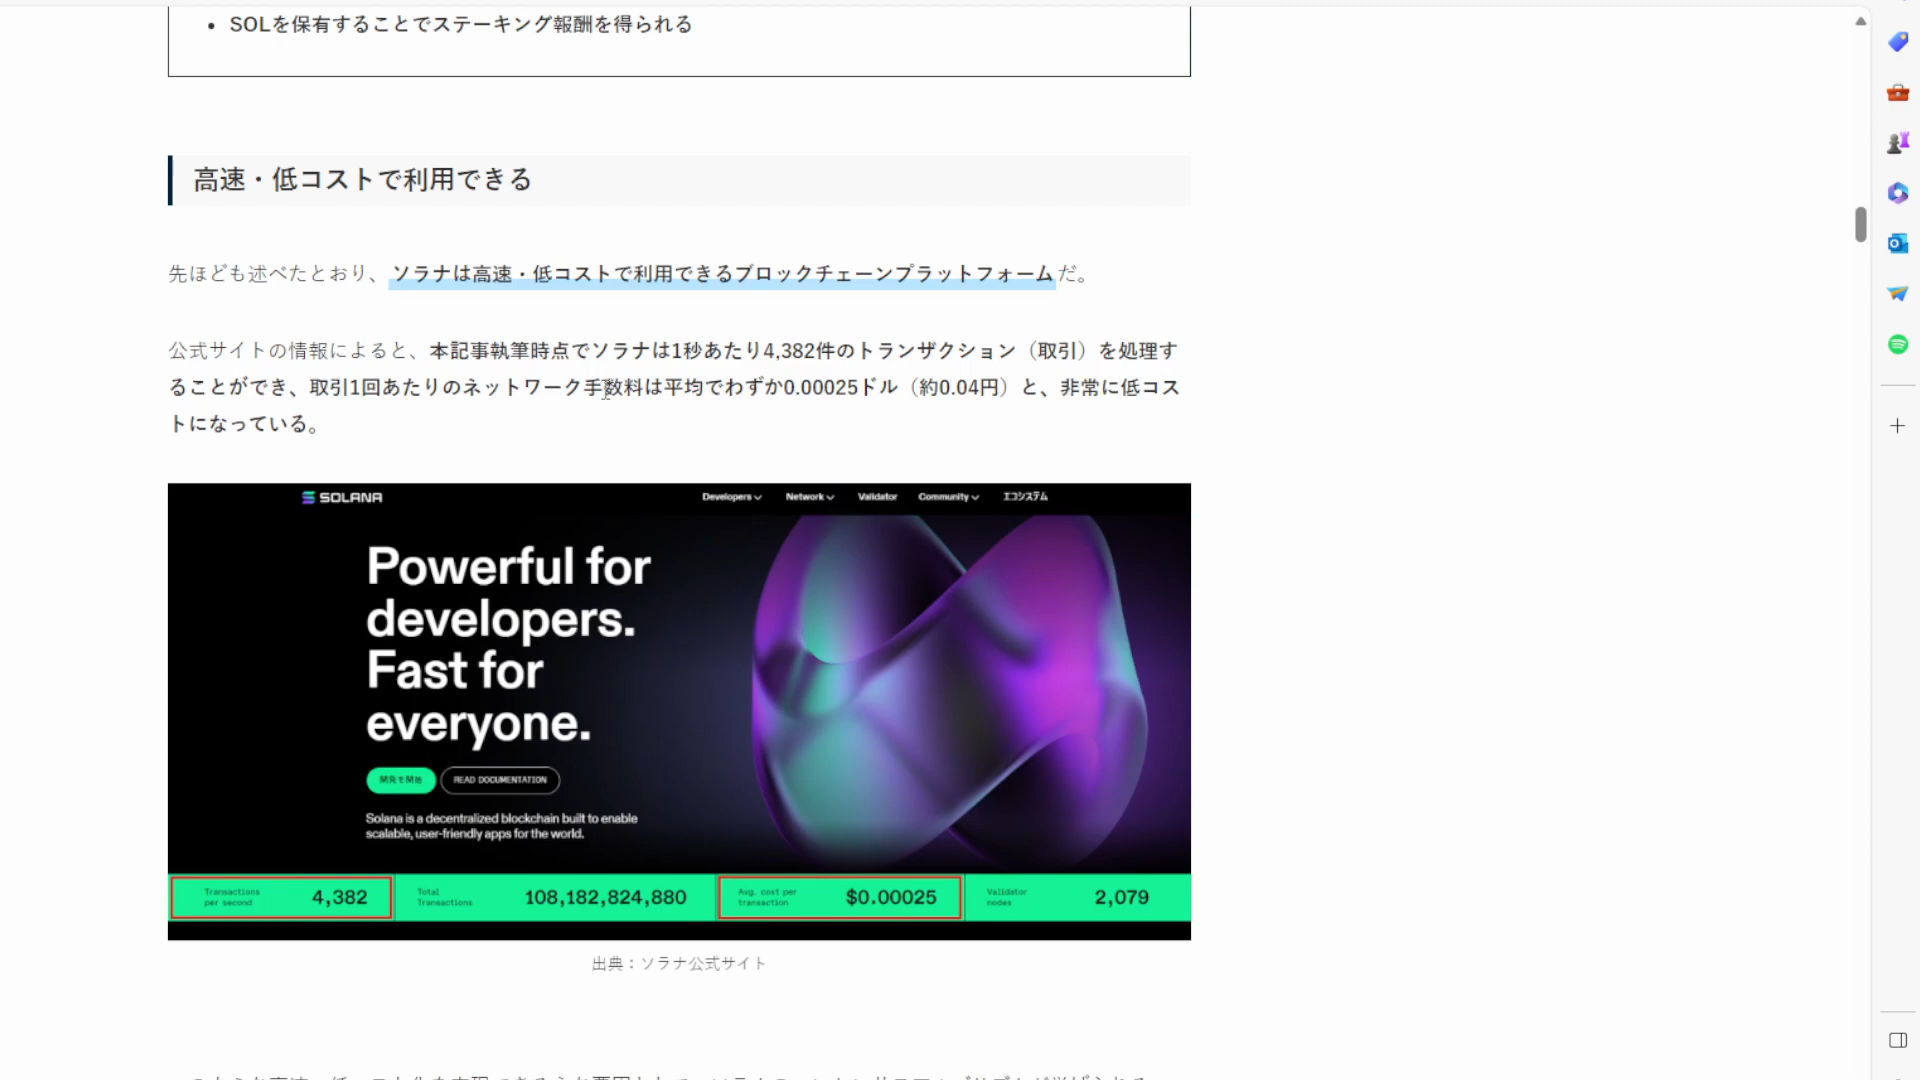 SOLを保有することでステーキング報酬を得られる
高速・低コストで利用できる
先ほども述べたとおり、ソラナは高速・低コストで利用できるブロックチェーンプラットフォームだ。
公式サイトの情報によると、本記事執筆時点でソラナは1秒あたり4,382件のトランザクション（取引）を処理す
ることができ、取引1回あたりのネットワーク手数料は平均でわずか0.00025ドル（約0.04円）と、非常に低コス
トになっている。
SOLANA
Developers Network Validator Community エコシステム
Powerful for
developers.
Fast for
everyone.
開発を開始 READ DOCUMENTATION
Solana is a decentralized blockchain built to enable
scalable, user-friendly apps for the world.
Transactions
per second
4,382
Total
Transactions
108,182,824,880
Avg. cost per
transaction
$0.00025
Validator
nodes
2,079
出典：ソラナ公式サイト